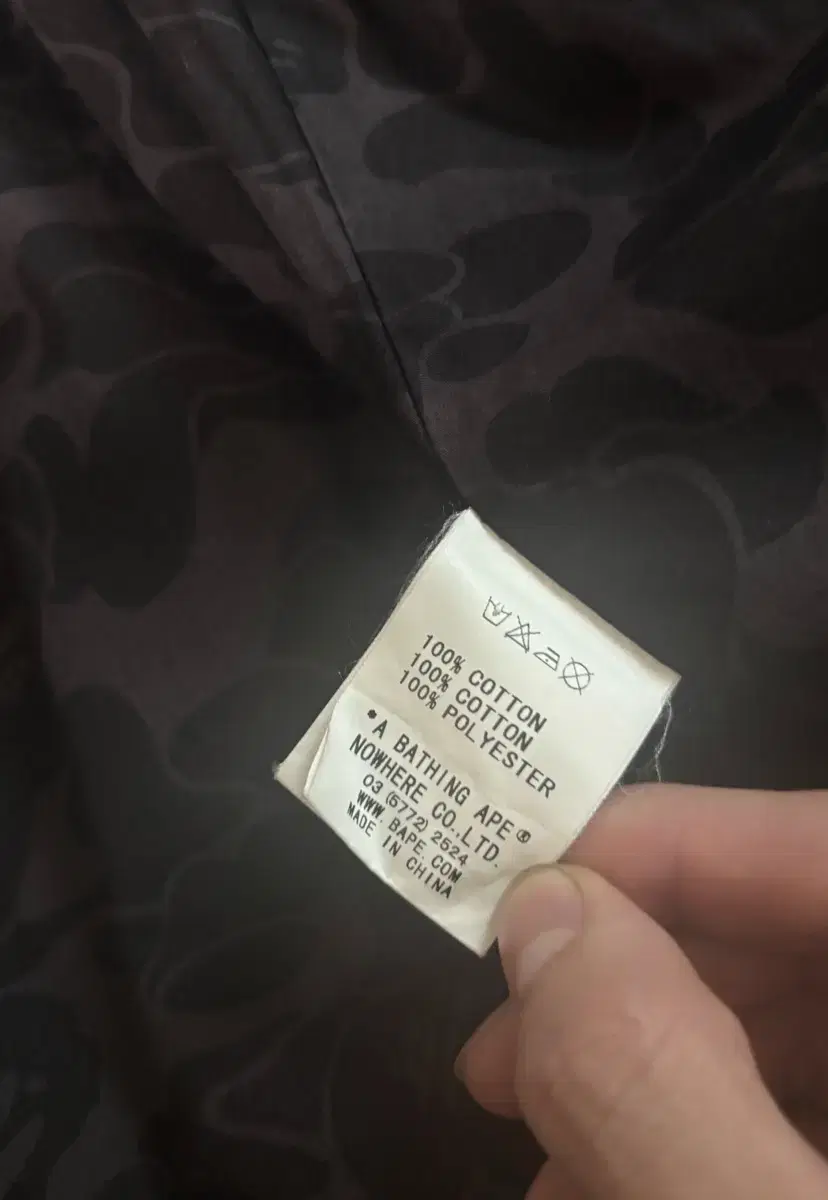 100% COTTON
100% COTTON
100% POLYESTER
*A BATHING APE®
NOWHERE CO.,LTD.
03 (5772) 2524
WWW.BAPE.COM
MADE IN CHINA